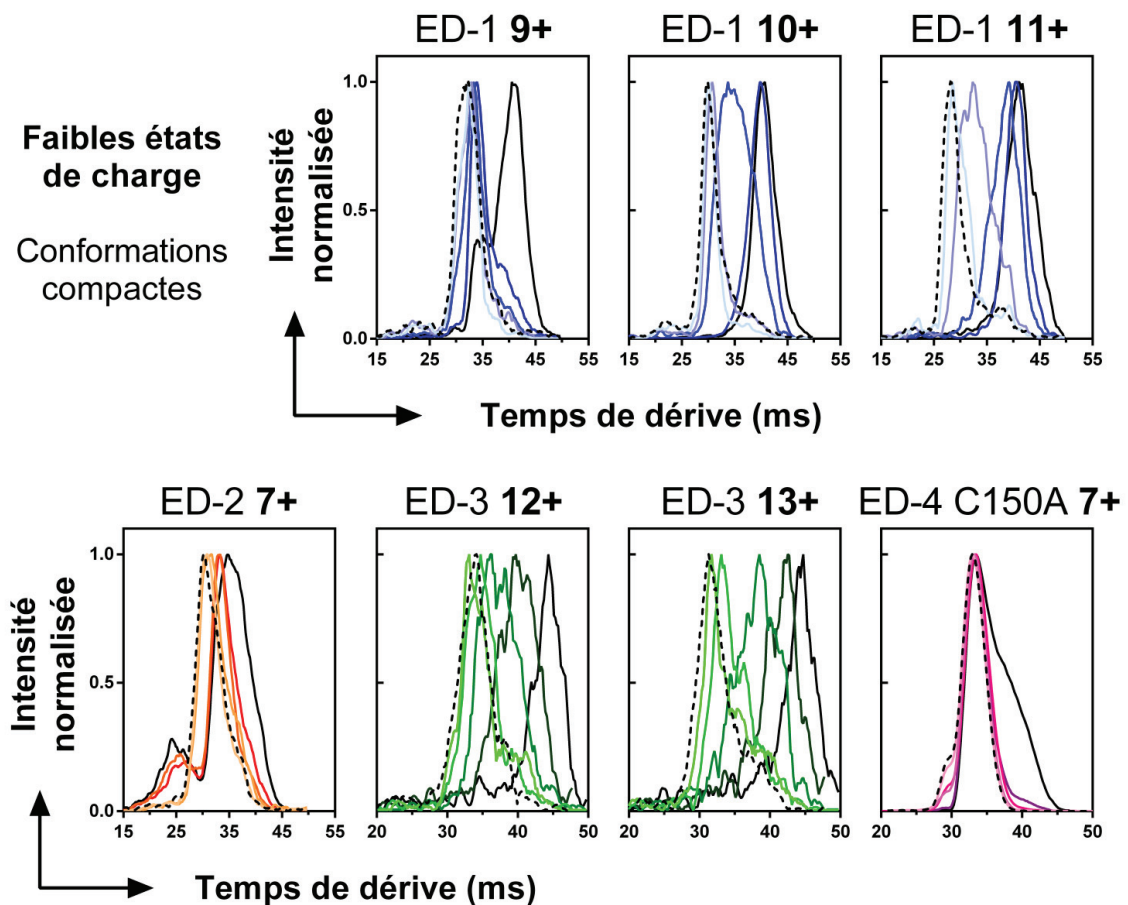 ED-1 9+ ED-1 10+ ED-1 11+
Faibles états
de charge
Conformations
compactes
Intensité
normalisée
1.0
0.5
0.0
15 25 35 45 55 15 25 35 45 55 15 25 35 45 55
Temps de dérive (ms)
ED-2 7+ ED-3 12+ ED-3 13+ ED-4 C150A 7+
Intensité
normalisée
1.0
0.5
0.0
15 25 35 45 55 20 30 40 50 20 30 40 50 20 30 40 50
Temps de dérive (ms)